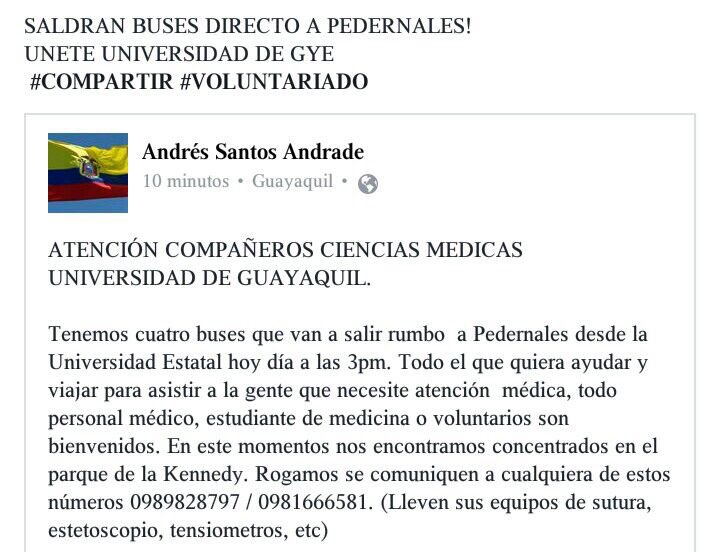 SALDRAN BUSES DIRECTO A PEDERNALES!
UNETE UNIVERSIDAD DE GYE
#COMPARTIR #VOLUNTARIADO
Andrés Santos Andrade
10 minutos • Guayaquil •
ATENCIÓN COMPAÑEROS CIENCIAS MEDICAS
UNIVERSIDAD DE GUAYAQUIL.
Tenemos cuatro buses que van a salir rumbo a Pedernales desde la
Universidad Estatal hoy día a las 3pm. Todo el que quiera ayudar y
viajar para asistir a la gente que necesite atención médica, todo
personal médico, estudiante de medicina o voluntarios son
bienvenidos. En este momentos nos encontramos concentrados en el
parque de la Kennedy. Rogamos se comuniquen a cualquiera de estos
números 0989828797 / 0981666581. (Lleven sus equipos de sutura,
estetoscopio, tensiometros, etc)